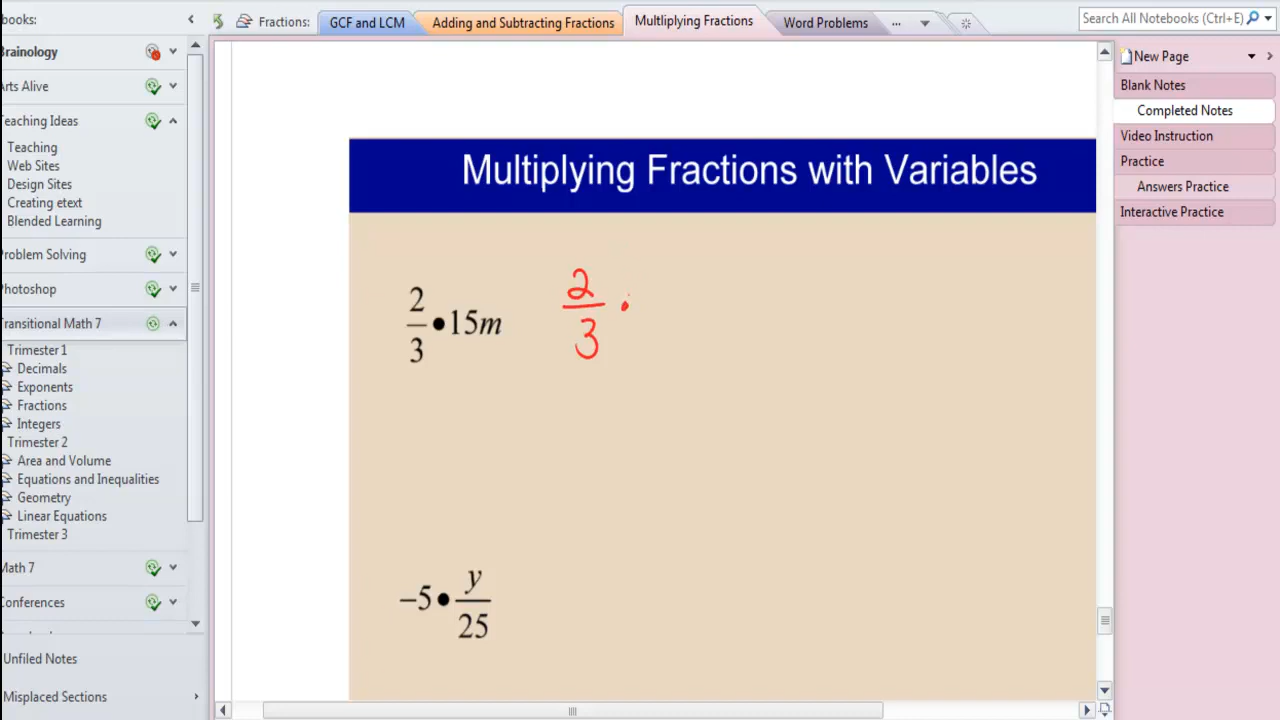 ooks:
Fractions:
GCF and LCM
Adding and Subtracting Fractions
Multiplying Fractions
Word Problems
...
Search All Notebooks (Ctrl+E)
Brainology
Arts Alive
Teaching Ideas
Teaching
Web Sites
Design Sites
Creating etext
Blended Learning
Problem Solving
Photoshop
Transitional Math 7
Trimester 1
Decimals
Exponents
Fractions
Integers
Trimester 2
Area and Volume
Equations and Inequalities
Geometry
Linear Equations
Trimester 3
Math 7
Conferences
Unfiled Notes
Misplaced Sections
Multiplying Fractions with Variables
2/3 • 15m
2/3 ·
−5 • y/25
New Page
Blank Notes
Completed Notes
Video Instruction
Practice
Answers Practice
Interactive Practice